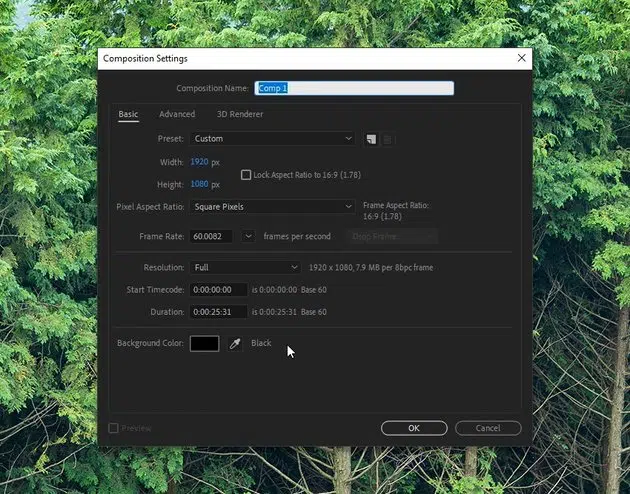 Composition Settings
Composition Name: Comp 1
Basic Advanced 3D Renderer
Preset: Custom
Width: 1920 px
Lock Aspect Ratio to 16:9 (1.78)
Height: 1080 px
Pixel Aspect Ratio: Square Pixels
Frame Aspect Ratio:
16:9 (1.78)
Frame Rate: 60.0082 frames per second Drop Frame
Resolution: Full 1920 x 1080, 7.9 MB per 8bpc frame
Start Timecode: 0:00:00:00 is 0:00:00:00 Base 60
Duration: 0:00:25:31 is 0:00:25:31 Base 60
Background Color: Black
Preview OK Cancel